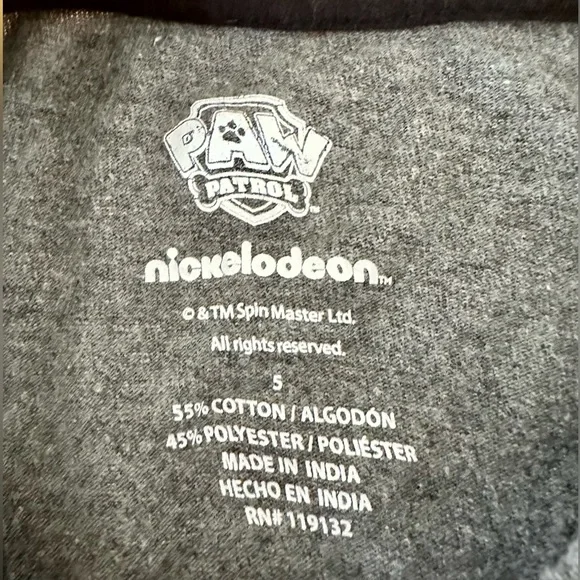 PAW
PATROL
TM
nickelodeon TM
© & TM Spin Master Ltd.
All rights reserved.
5
55% COTTON / ALGODÓN
45% POLYESTER / POLIÉSTER
MADE IN INDIA
HECHO EN INDIA
RN# 119132